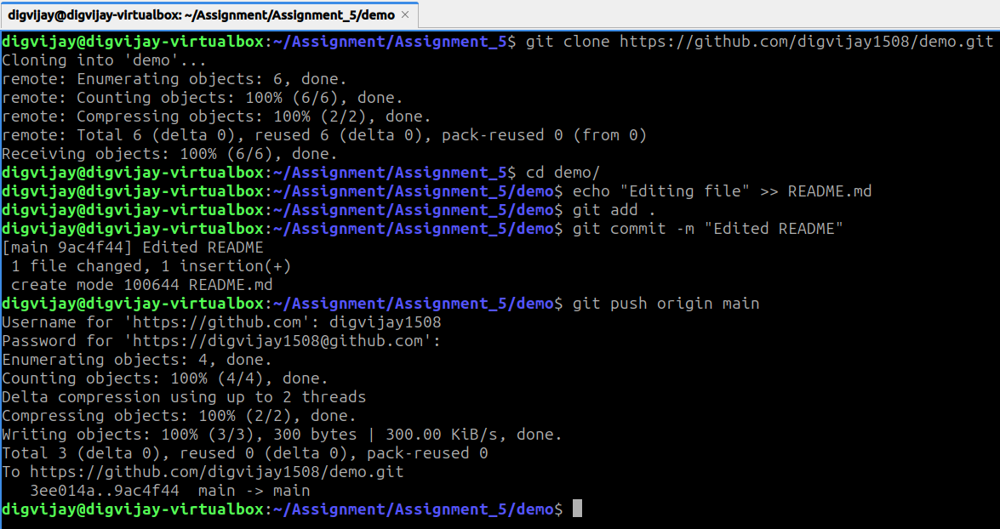 digvijay@digvijay-virtualbox: ~/Assignment/Assignment_5/demo ×
digvijay@digvijay-virtualbox:~/Assignment/Assignment_5$ git clone https://github.com/digvijay1508/demo.git
Cloning into 'demo'...
remote: Enumerating objects: 6, done.
remote: Counting objects: 100% (6/6), done.
remote: Compressing objects: 100% (2/2), done.
remote: Total 6 (delta 0), reused 6 (delta 0), pack-reused 0 (from 0)
Receiving objects: 100% (6/6), done.
digvijay@digvijay-virtualbox:~/Assignment/Assignment_5$ cd demo/
digvijay@digvijay-virtualbox:~/Assignment/Assignment_5/demo$ echo "Editing file" >> README.md
digvijay@digvijay-virtualbox:~/Assignment/Assignment_5/demo$ git add .
digvijay@digvijay-virtualbox:~/Assignment/Assignment_5/demo$ git commit -m "Edited README"
[main 9ac4f44] Edited README
 1 file changed, 1 insertion(+)
 create mode 100644 README.md
digvijay@digvijay-virtualbox:~/Assignment/Assignment_5/demo$ git push origin main
Username for 'https://github.com': digvijay1508
Password for 'https://digvijay1508@github.com':
Enumerating objects: 4, done.
Counting objects: 100% (4/4), done.
Delta compression using up to 2 threads
Compressing objects: 100% (2/2), done.
Writing objects: 100% (3/3), 300 bytes | 300.00 KiB/s, done.
Total 3 (delta 0), reused 0 (delta 0), pack-reused 0
To https://github.com/digvijay1508/demo.git
   3ee014a..9ac4f44  main -> main
digvijay@digvijay-virtualbox:~/Assignment/Assignment_5/demo$